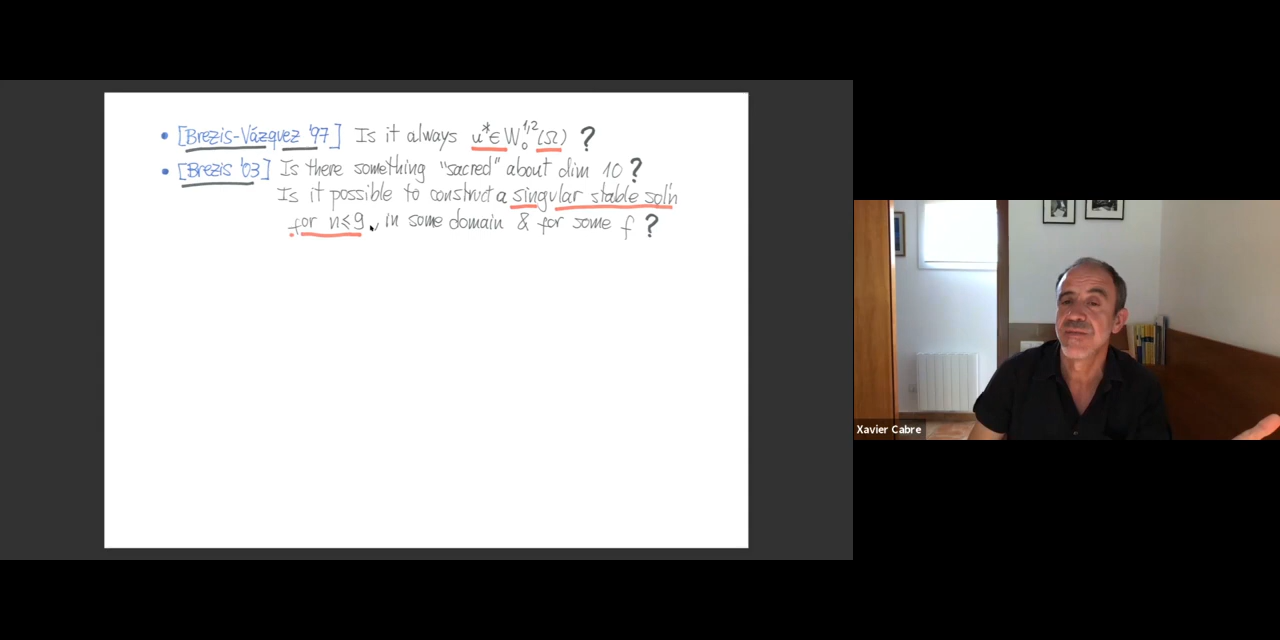 • [Brezis-Vázquez '97] Is it always u* ∈ W₀^{1,2}(Ω) ?
• [Brezis '03] Is there something "sacred" about dim 10 ?
Is it possible to construct a singular stable sol'n
for n≤9, in some domain & for some f ?
Xavier Cabre